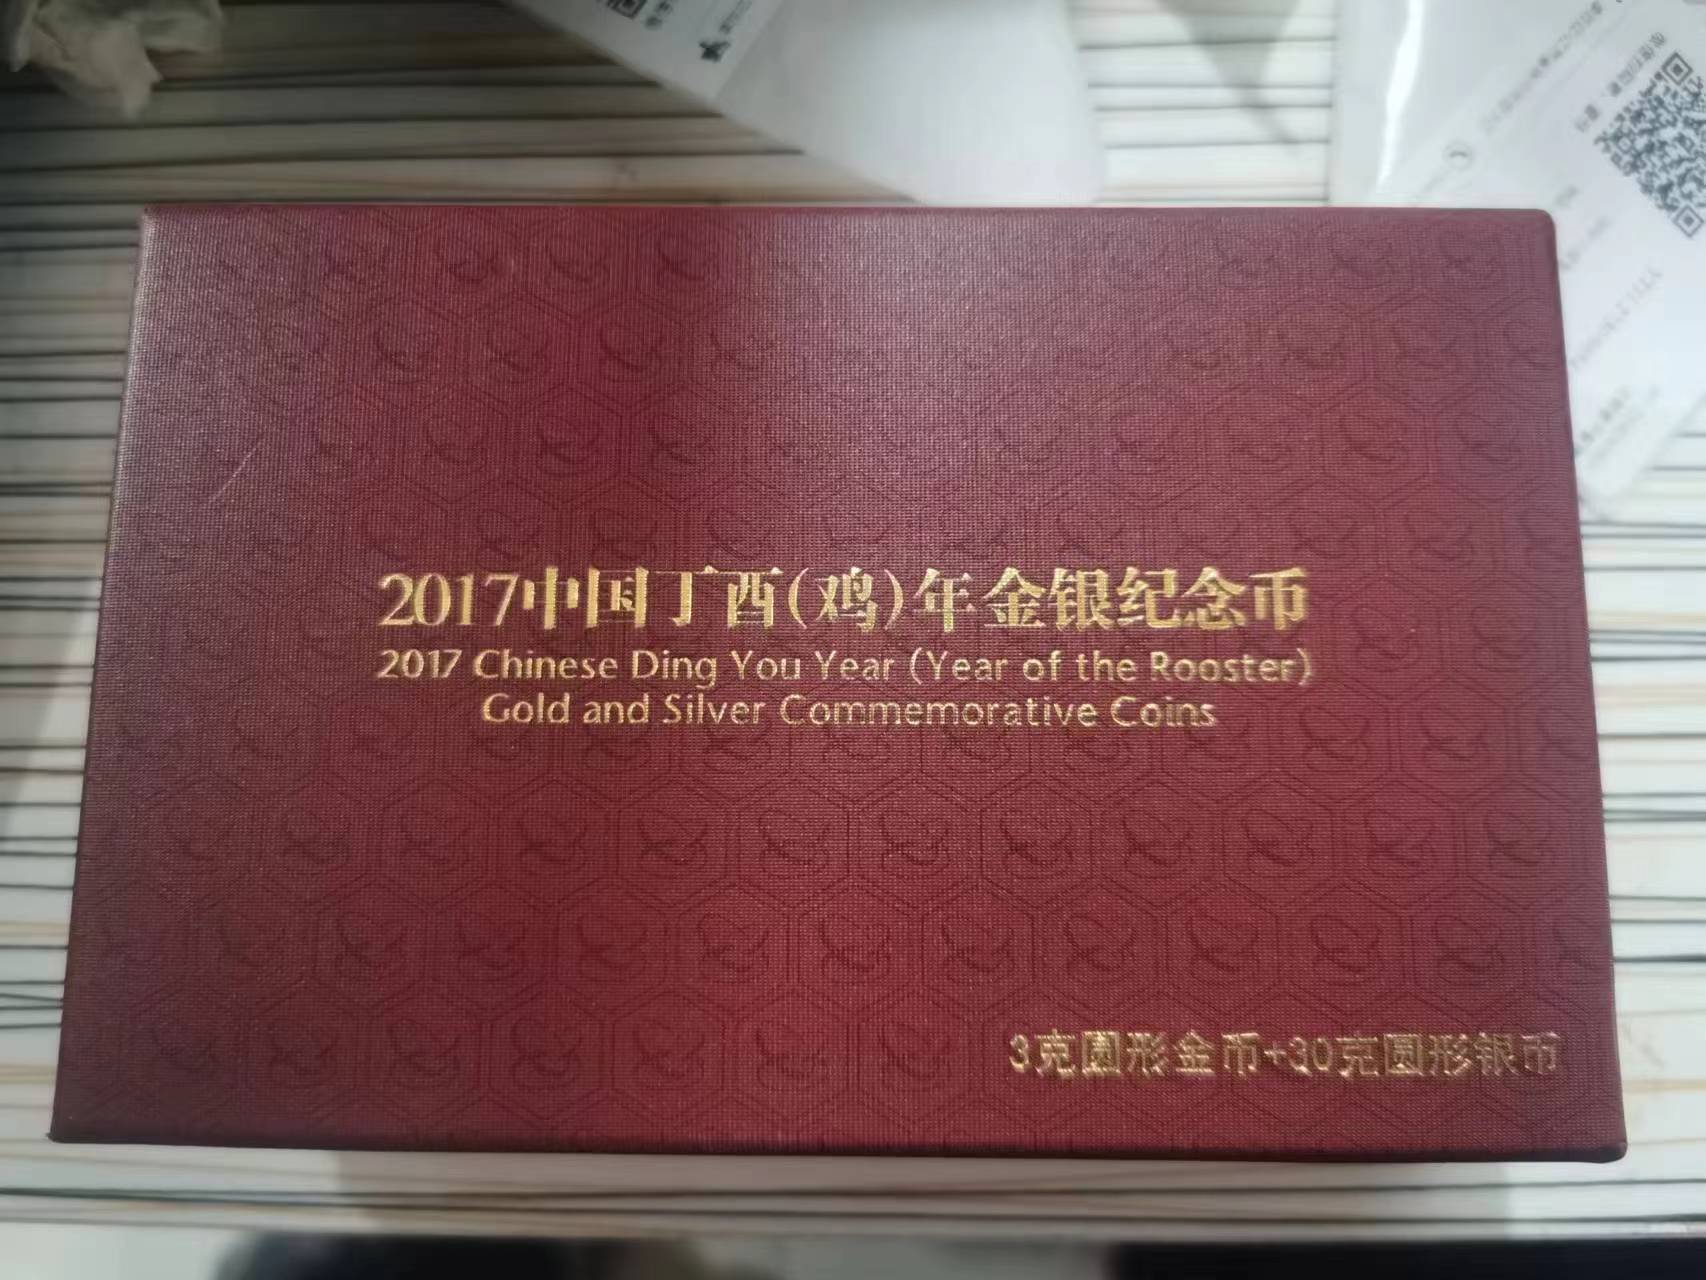 2017中国丁酉(鸡)年金银纪念币
2017 Chinese Ding You Year (Year of the Rooster)
Gold and Silver Commemorative Coins
3克圆形金币+30克圆形银币